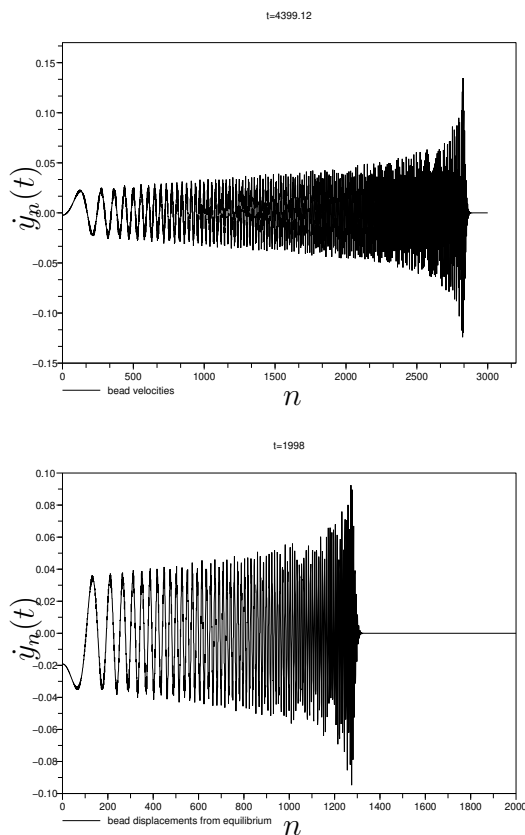 t=4399.12
0.15
0.10
0.05
0.00
−0.05
−0.10
−0.15
ẏₙ(t)
0 500 1000 1500 2000 2500 3000
bead velocities
n
t=1998
0.10
0.08
0.06
0.04
0.02
0.00
−0.02
−0.04
−0.06
−0.08
−0.10
ẏₙ(t)
0 200 400 600 800 1000 1200 1400 1600 1800 2000
bead displacements from equilibrium
n